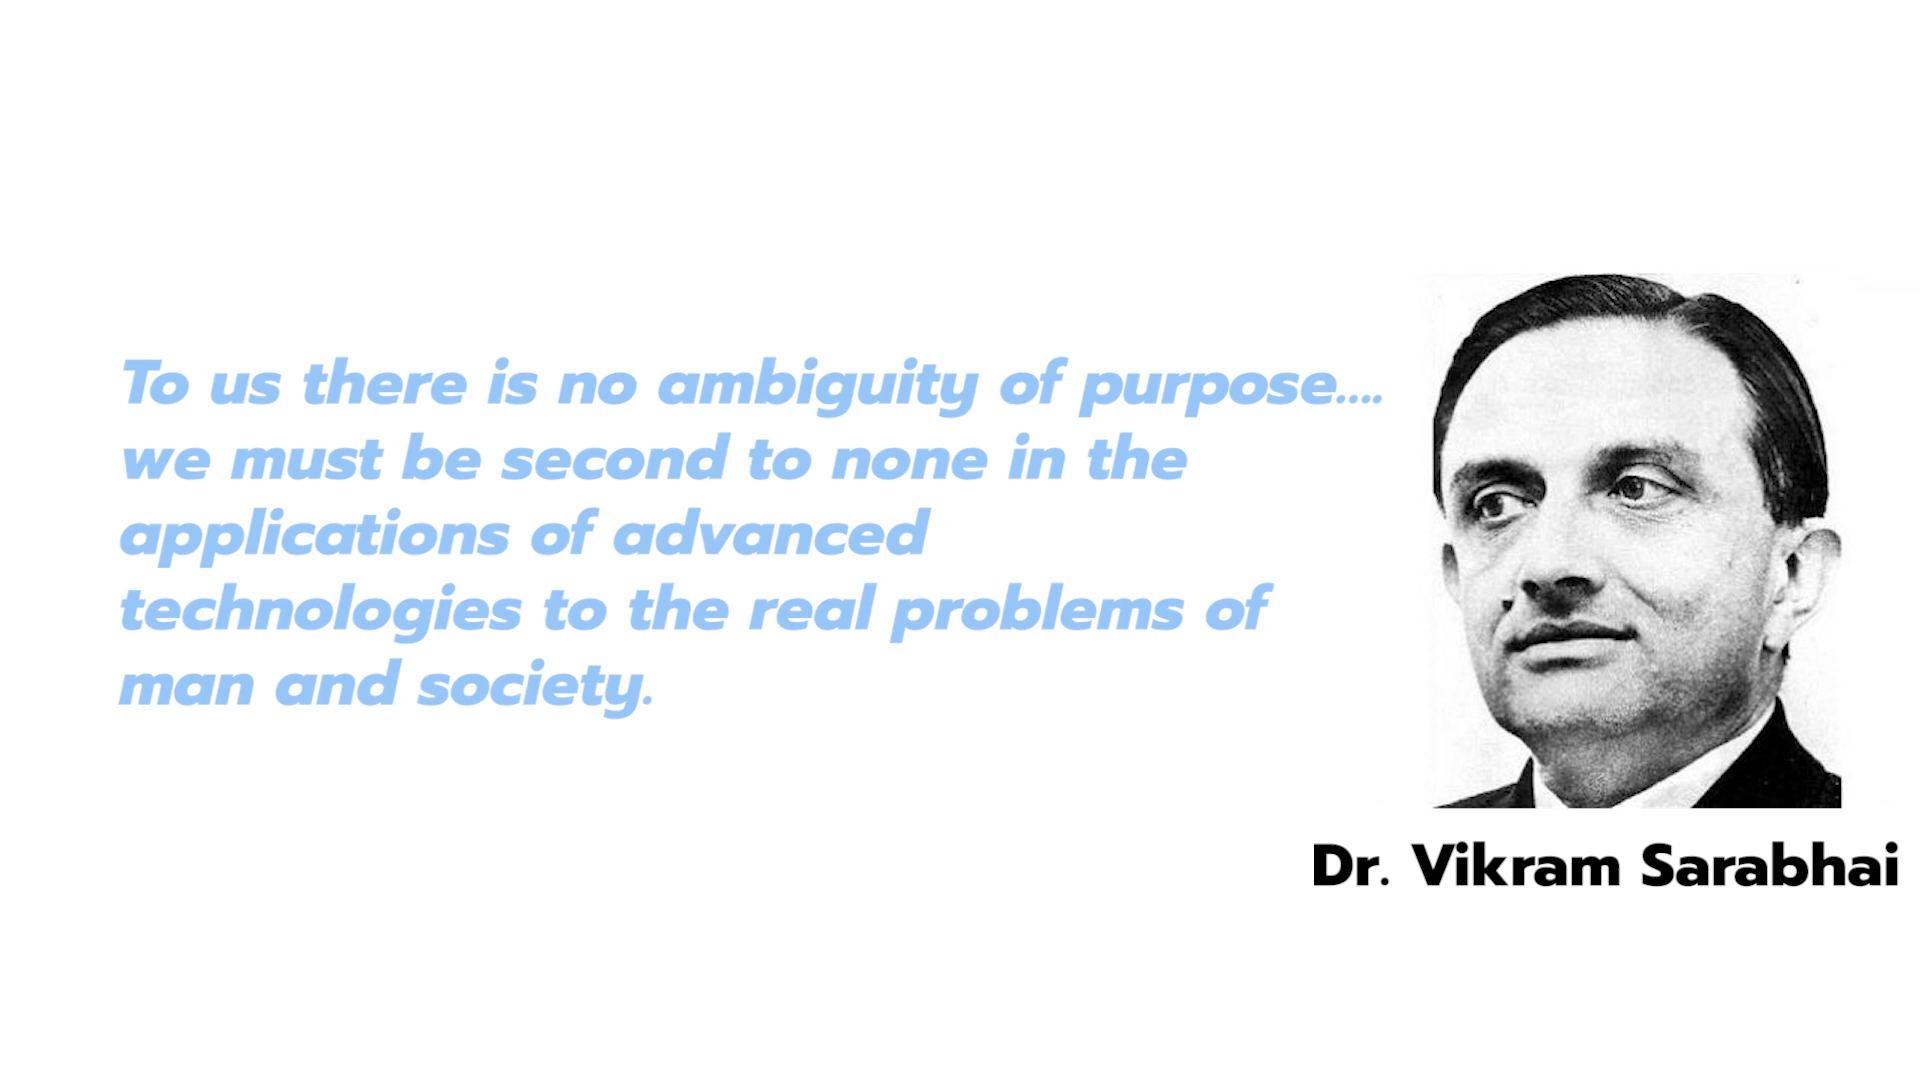 To us there is no ambiguity of purpose....
we must be second to none in the
applications of advanced
technologies to the real problems of
man and society.
Dr. Vikram Sarabhai